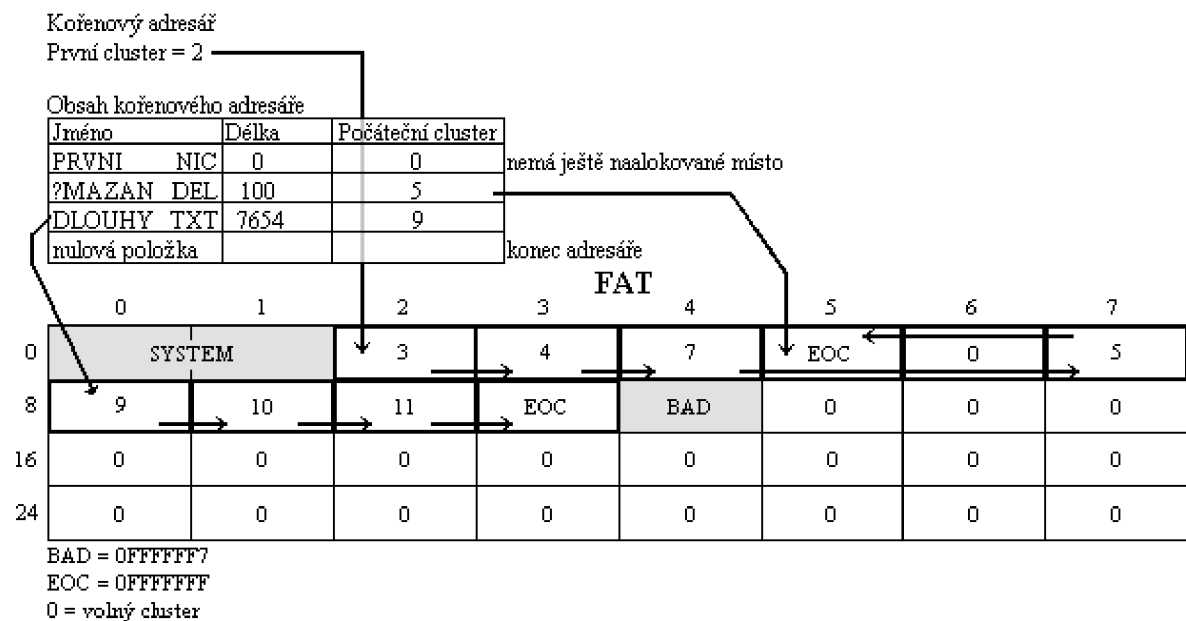 Kořenový adresář
První cluster = 2
Obsah kořenového adresáře
Jméno Délka Počáteční cluster
PRVNI NIC 0 0 nemá ještě naalokované místo
?MAZAN DEL 100 5
DLOUHY TXT 7654 9
nulová položka konec adresáře
FAT
0 1 2 3 4 5 6 7
0 SYSTEM 3 4 7 EOC 0 5
8 9 10 11 EOC BAD 0 0 0
16 0 0 0 0 0 0 0 0
24 0 0 0 0 0 0 0 0
BAD = 0FFFFFF7
EOC = 0FFFFFFF
0 = volný cluster